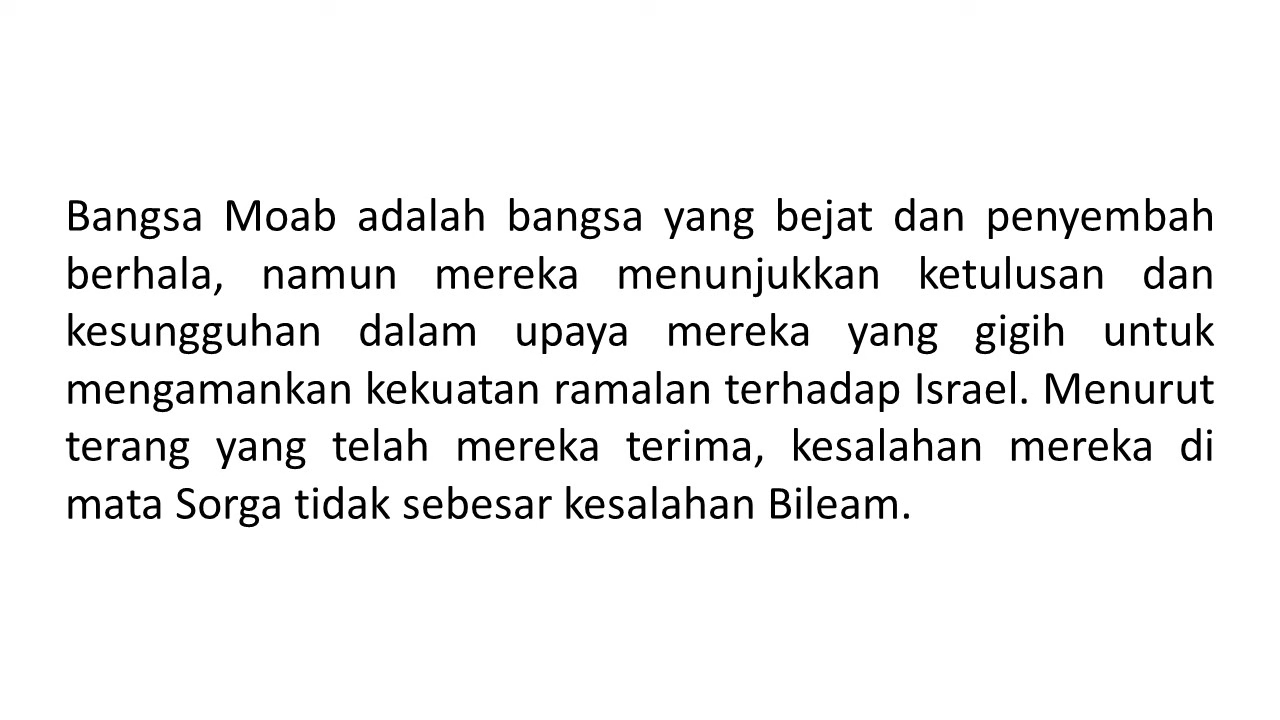 Bangsa Moab adalah bangsa yang bejat dan penyembah
berhala, namun mereka menunjukkan ketulusan dan
kesungguhan dalam upaya mereka yang gigih untuk
mengamankan kekuatan ramalan terhadap Israel. Menurut
terang yang telah mereka terima, kesalahan mereka di
mata Sorga tidak sebesar kesalahan Bileam.